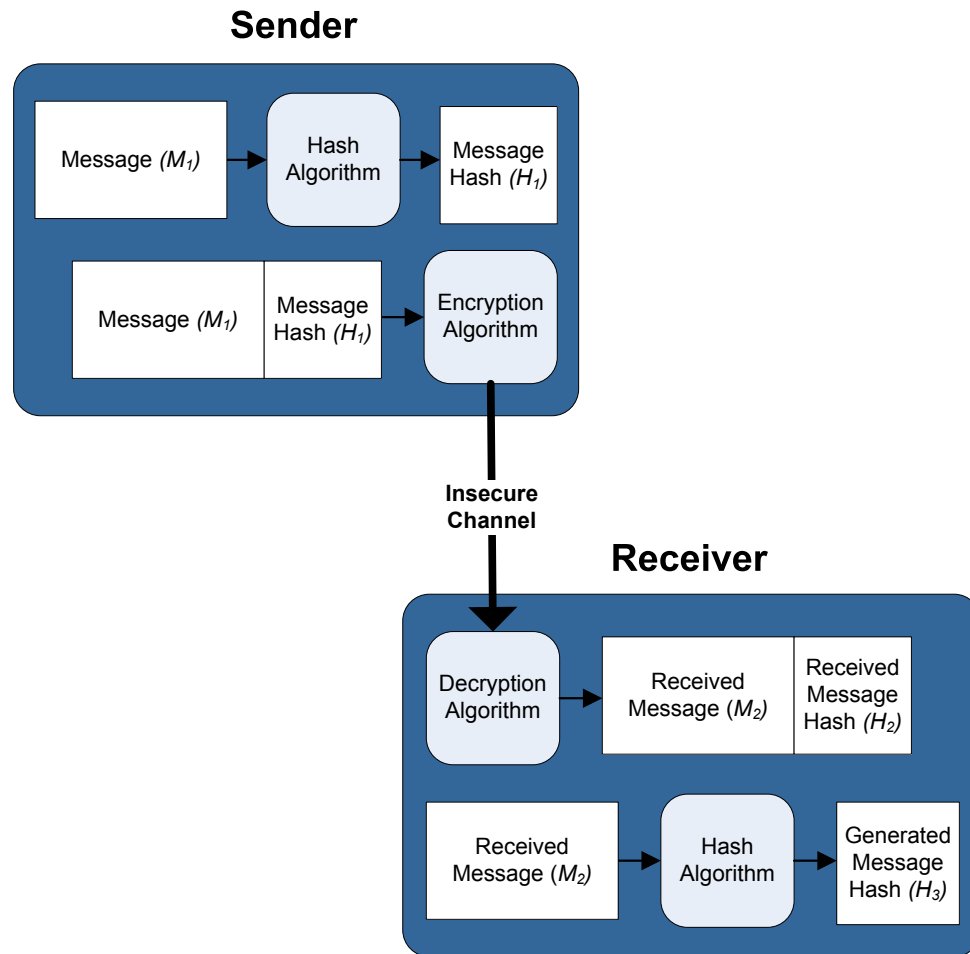 Sender
Message (M₁)
Hash
Algorithm
Message
Hash (H₁)
Message (M₁)
Message
Hash (H₁)
Encryption
Algorithm
Insecure
Channel
Receiver
Decryption
Algorithm
Received
Message (M₂)
Received
Message
Hash (H₂)
Received
Message (M₂)
Hash
Algorithm
Generated
Message
Hash (H₃)